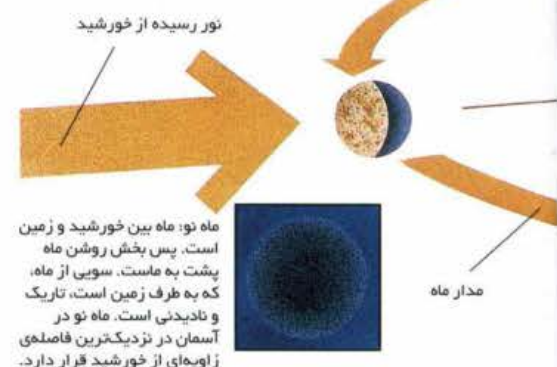 نور رسیده از خورشید
ماه نو: ماه بین خورشید و زمین
است. پس بخش روشن ماه
پشت به ماست. سویی از ماه،
که به طرف زمین است، تاریک
و نادیدنی است. ماه نو در
آسمان در نزدیک‌ترین فاصله‌ی
زاویه‌ای از خورشید قرار دارد.
مدار ماه